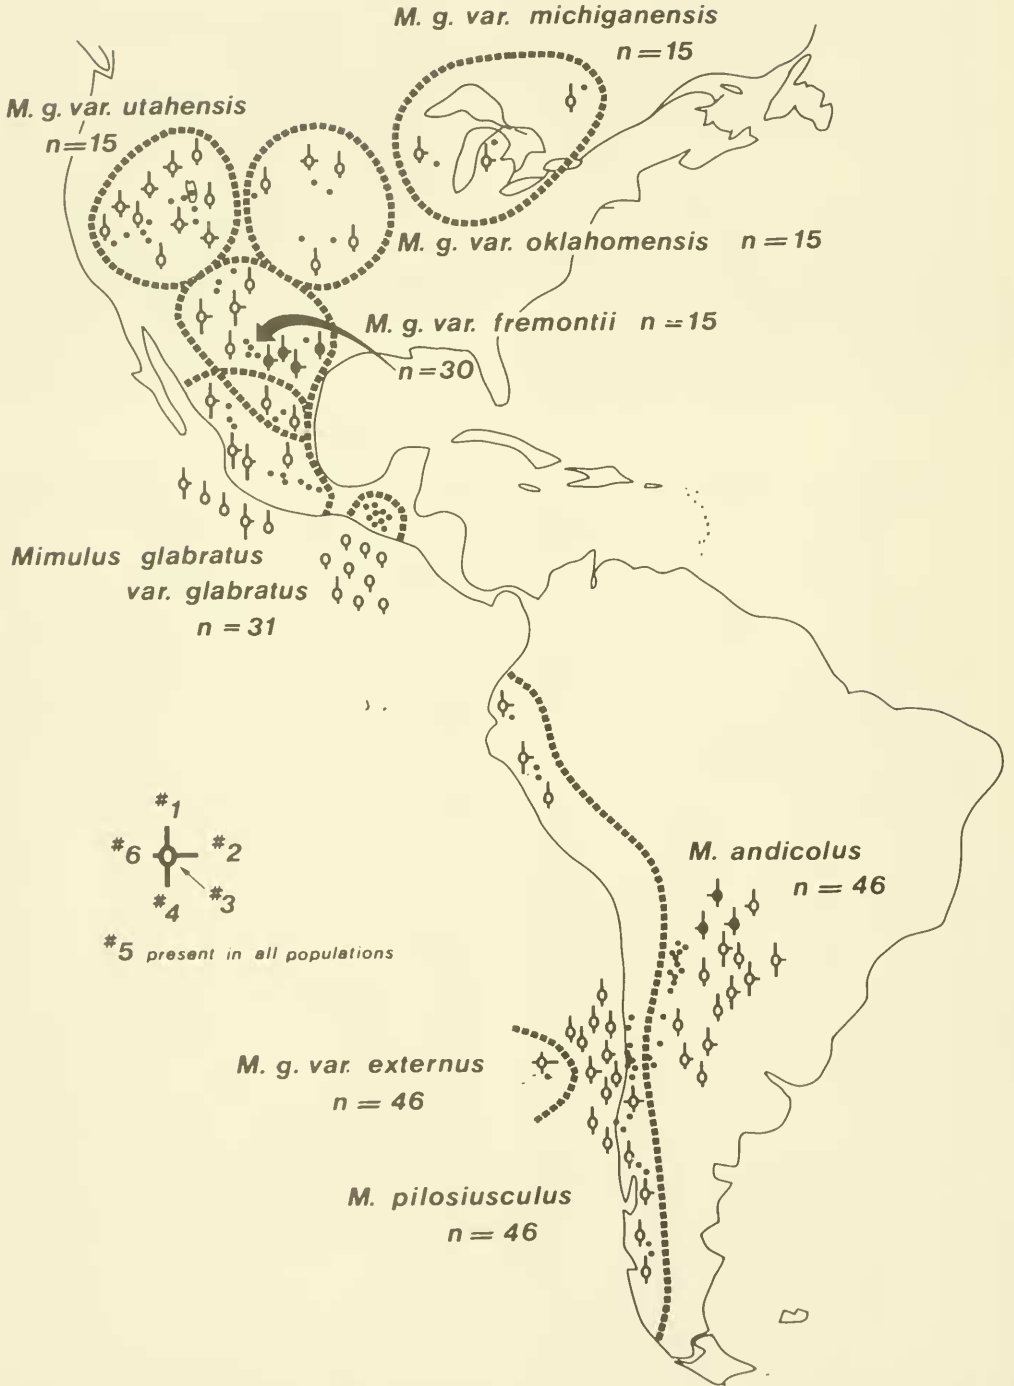 M. g. var. michiganensis
n=15
M. g. var. utahensis
n=15
M. g. var. oklahomensis n=15
M. g. var. fremontii n=15
n=30
Mimulus glabratus
var. glabratus
n = 31
#1
#6 #2
#3
#4
#5 present in all populations
M. andicolus
n = 46
M. g. var. externus
n = 46
M. pilosiusculus
n = 46